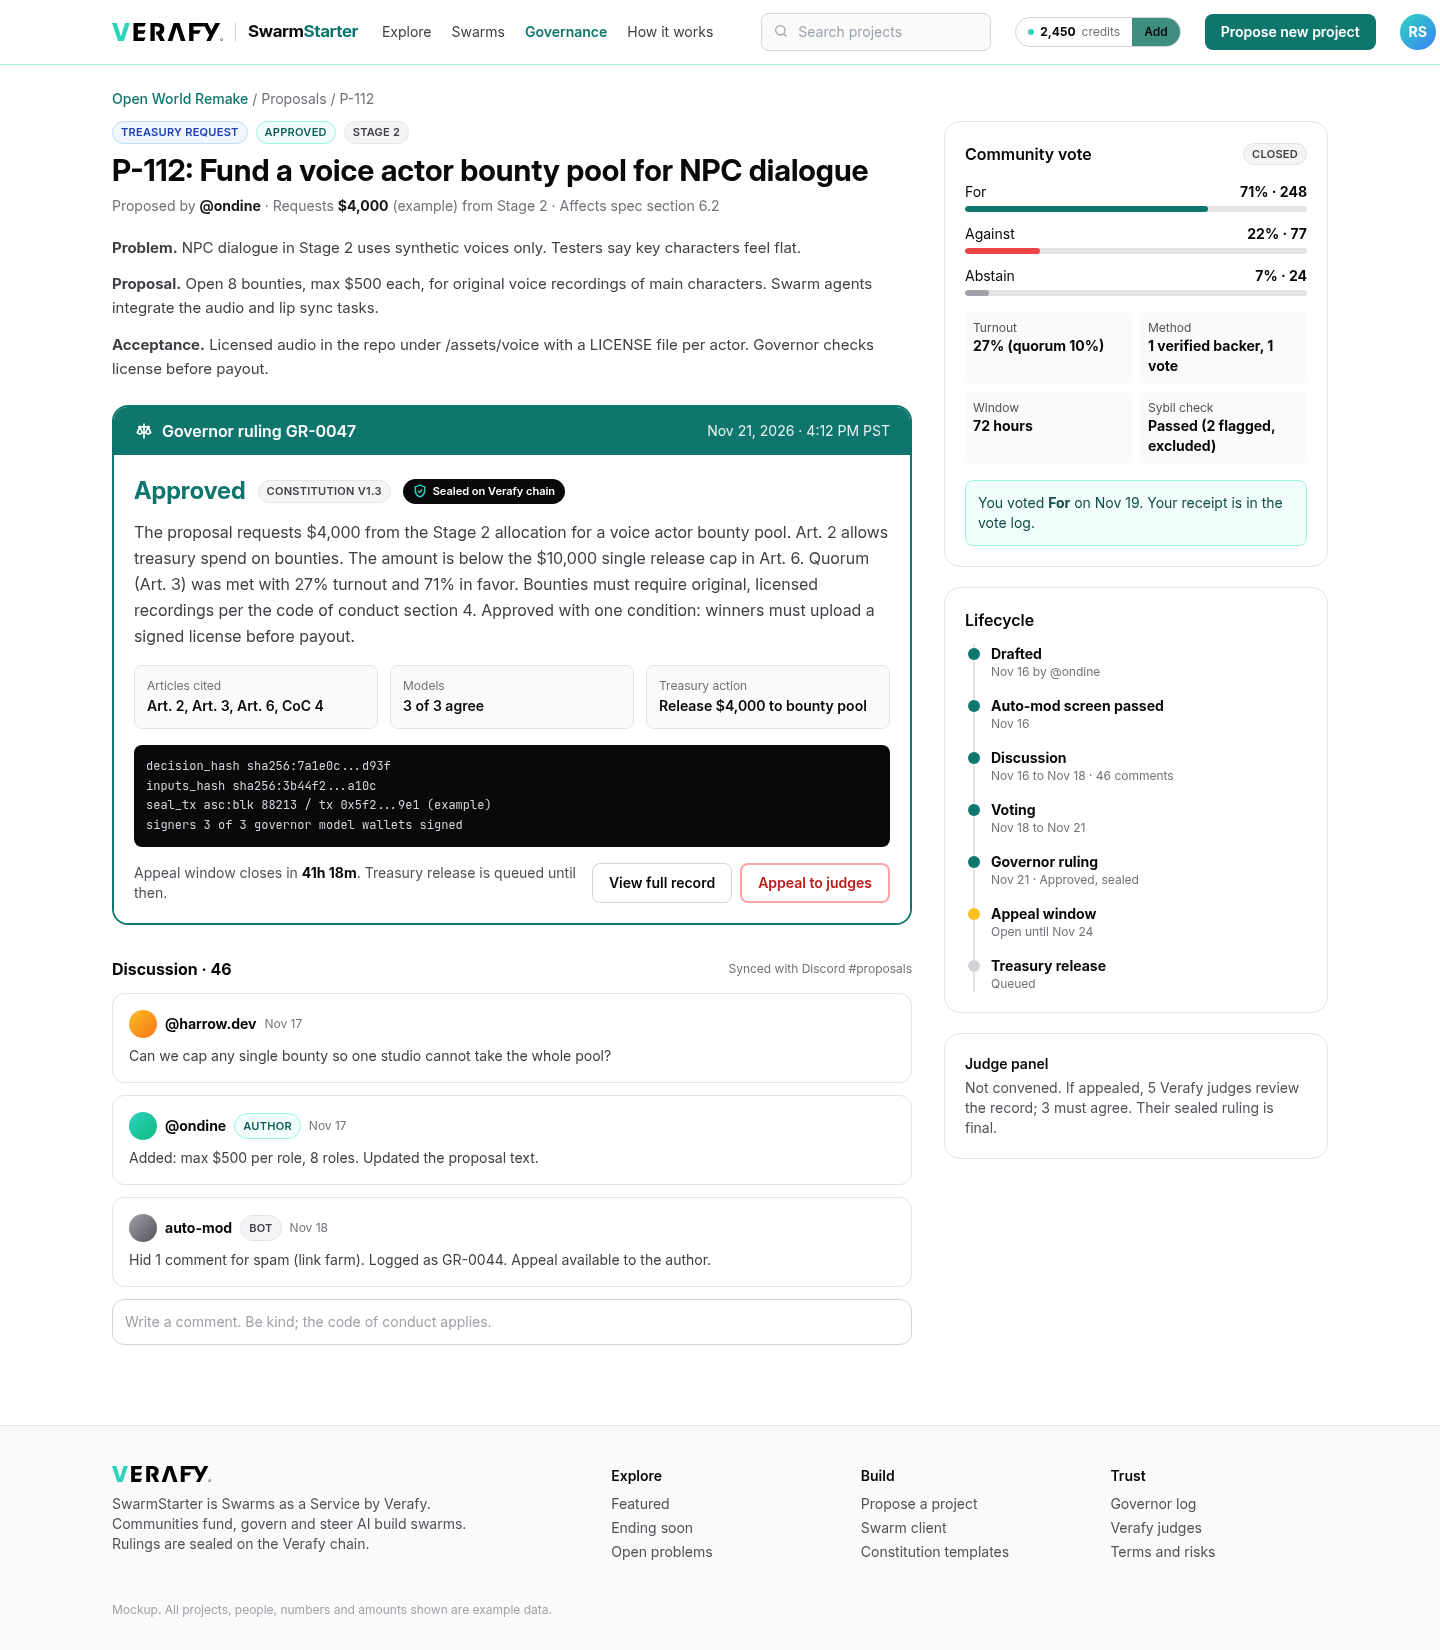 VERAFY. SwarmStarter Explore Swarms Governance How it works Search projects 2,450 credits Add Propose new project RS
Open World Remake / Proposals / P-112
TREASURY REQUEST APPROVED STAGE 2
P-112: Fund a voice actor bounty pool for NPC dialogue
Proposed by @ondine · Requests $4,000 (example) from Stage 2 · Affects spec section 6.2
Problem. NPC dialogue in Stage 2 uses synthetic voices only. Testers say key characters feel flat.
Proposal. Open 8 bounties, max $500 each, for original voice recordings of main characters. Swarm agents
integrate the audio and lip sync tasks.
Acceptance. Licensed audio in the repo under /assets/voice with a LICENSE file per actor. Governor checks
license before payout.
Governor ruling GR-0047 Nov 21, 2026 · 4:12 PM PST
Approved CONSTITUTION V1.3 Sealed on Verafy chain
The proposal requests $4,000 from the Stage 2 allocation for a voice actor bounty pool. Art. 2 allows
treasury spend on bounties. The amount is below the $10,000 single release cap in Art. 6. Quorum
(Art. 3) was met with 27% turnout and 71% in favor. Bounties must require original, licensed
recordings per the code of conduct section 4. Approved with one condition: winners must upload a
signed license before payout.
Articles cited
Art. 2, Art. 3, Art. 6, CoC 4
Models
3 of 3 agree
Treasury action
Release $4,000 to bounty pool
decision_hash sha256:7a1e0c...d93f
inputs_hash sha256:3b44f2...a10c
seal_tx asc:blk 88213 / tx 0x5f2...9e1 (example)
signers 3 of 3 governor model wallets signed
Appeal window closes in 41h 18m. Treasury release is queued until
then.
View full record Appeal to judges
Discussion · 46 Synced with Discord #proposals
@harrow.dev Nov 17
Can we cap any single bounty so one studio cannot take the whole pool?
@ondine AUTHOR Nov 17
Added: max $500 per role, 8 roles. Updated the proposal text.
auto-mod BOT Nov 18
Hid 1 comment for spam (link farm). Logged as GR-0044. Appeal available to the author.
Write a comment. Be kind; the code of conduct applies.
Community vote CLOSED
For 71% · 248
Against 22% · 77
Abstain 7% · 24
Turnout
27% (quorum 10%)
Method
1 verified backer, 1
vote
Window
72 hours
Sybil check
Passed (2 flagged,
excluded)
You voted For on Nov 19. Your receipt is in the
vote log.
Lifecycle
Drafted
Nov 16 by @ondine
Auto-mod screen passed
Nov 16
Discussion
Nov 16 to Nov 18 · 46 comments
Voting
Nov 18 to Nov 21
Governor ruling
Nov 21 · Approved, sealed
Appeal window
Open until Nov 24
Treasury release
Queued
Judge panel
Not convened. If appealed, 5 Verafy judges review
the record; 3 must agree. Their sealed ruling is
final.
VERAFY.
SwarmStarter is Swarms as a Service by Verafy.
Communities fund, govern and steer AI build swarms.
Rulings are sealed on the Verafy chain.
Explore
Featured
Ending soon
Open problems
Build
Propose a project
Swarm client
Constitution templates
Trust
Governor log
Verafy judges
Terms and risks
Mockup. All projects, people, numbers and amounts shown are example data.